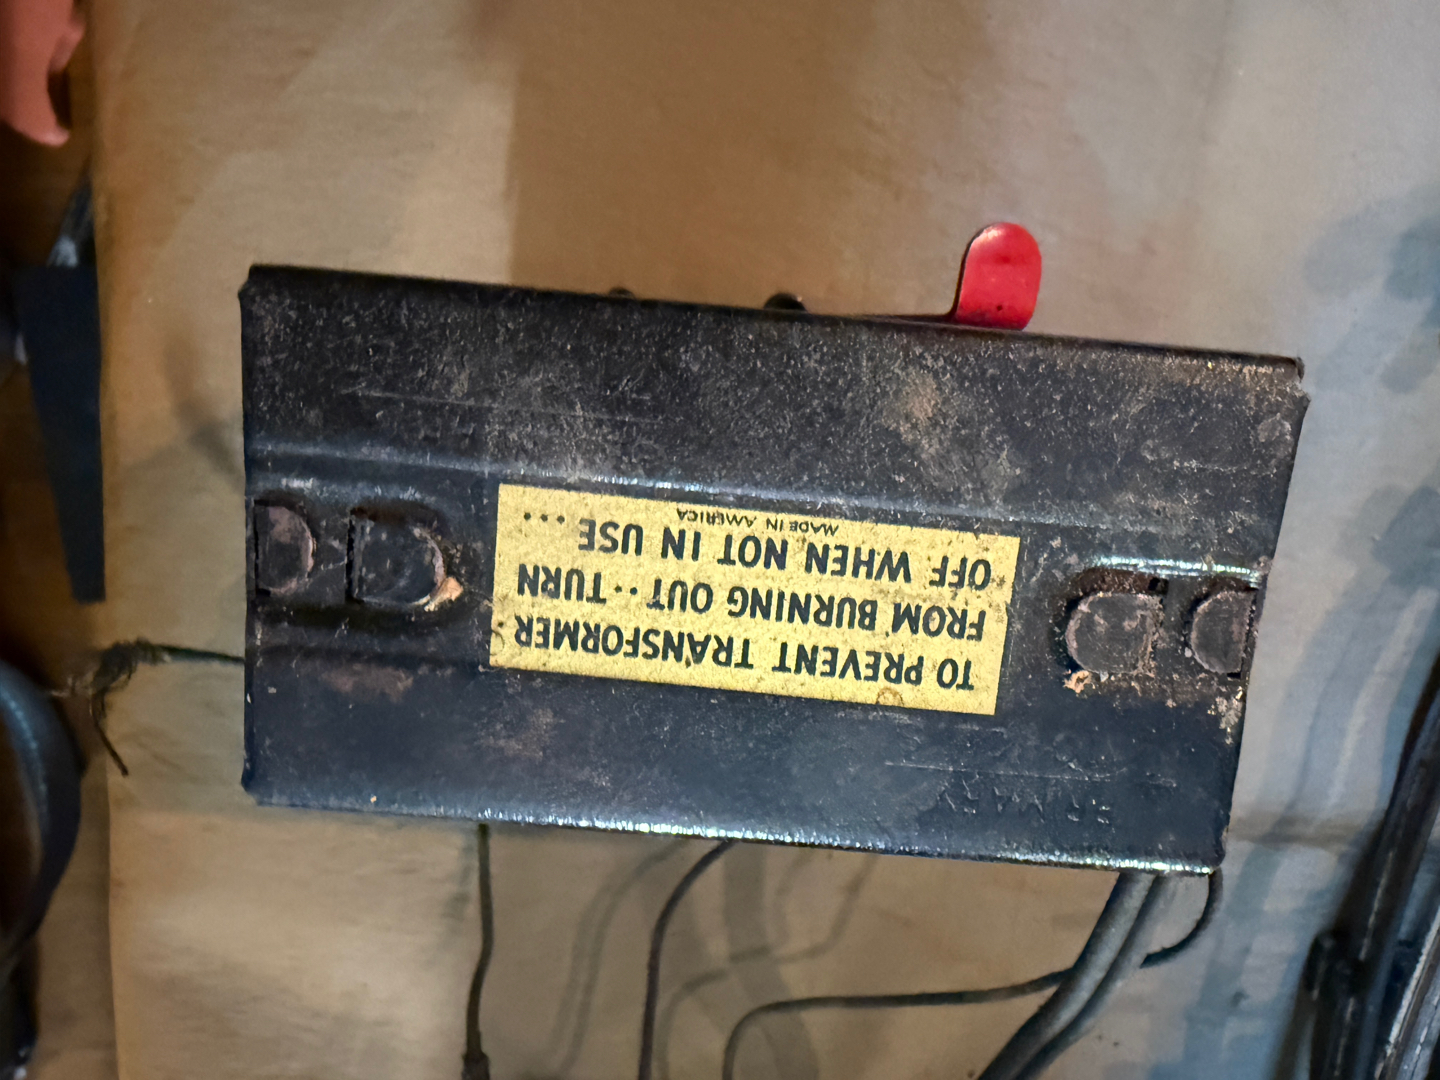 TO PREVENT TRANSFORMER
FROM BURNING OUT.. TURN
OFF WHEN NOT IN USE ...
MADE IN AMERICA